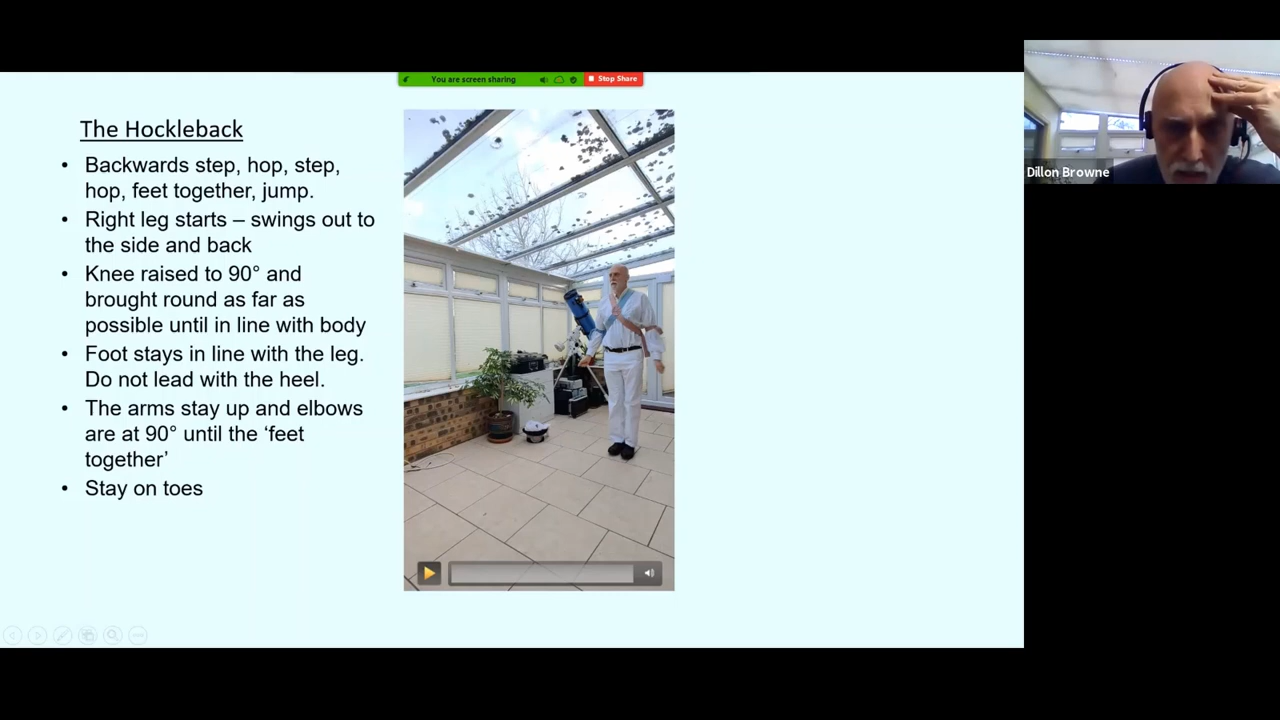 You are screen sharing
Stop Share
The Hockleback
• Backwards step, hop, step,
hop, feet together, jump.
• Right leg starts – swings out to
the side and back
• Knee raised to 90° and
brought round as far as
possible until in line with body
• Foot stays in line with the leg.
Do not lead with the heel.
• The arms stay up and elbows
are at 90° until the ‘feet
together’
• Stay on toes
Dillon Browne